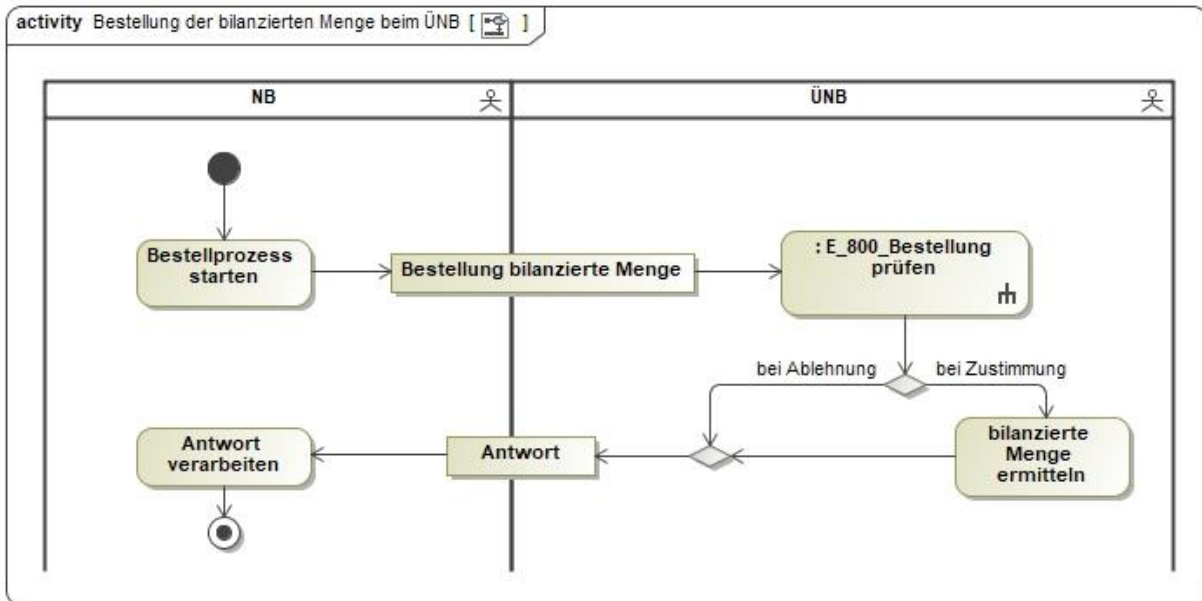 activity Bestellung der bilanzierten Menge beim ÜNB [ ]
NB
ÜNB
Bestellprozess
starten
Bestellung bilanzierte Menge
: E_800_Bestellung
prüfen
bei Ablehnung
bei Zustimmung
Antwort
verarbeiten
Antwort
bilanzierte
Menge
ermitteln